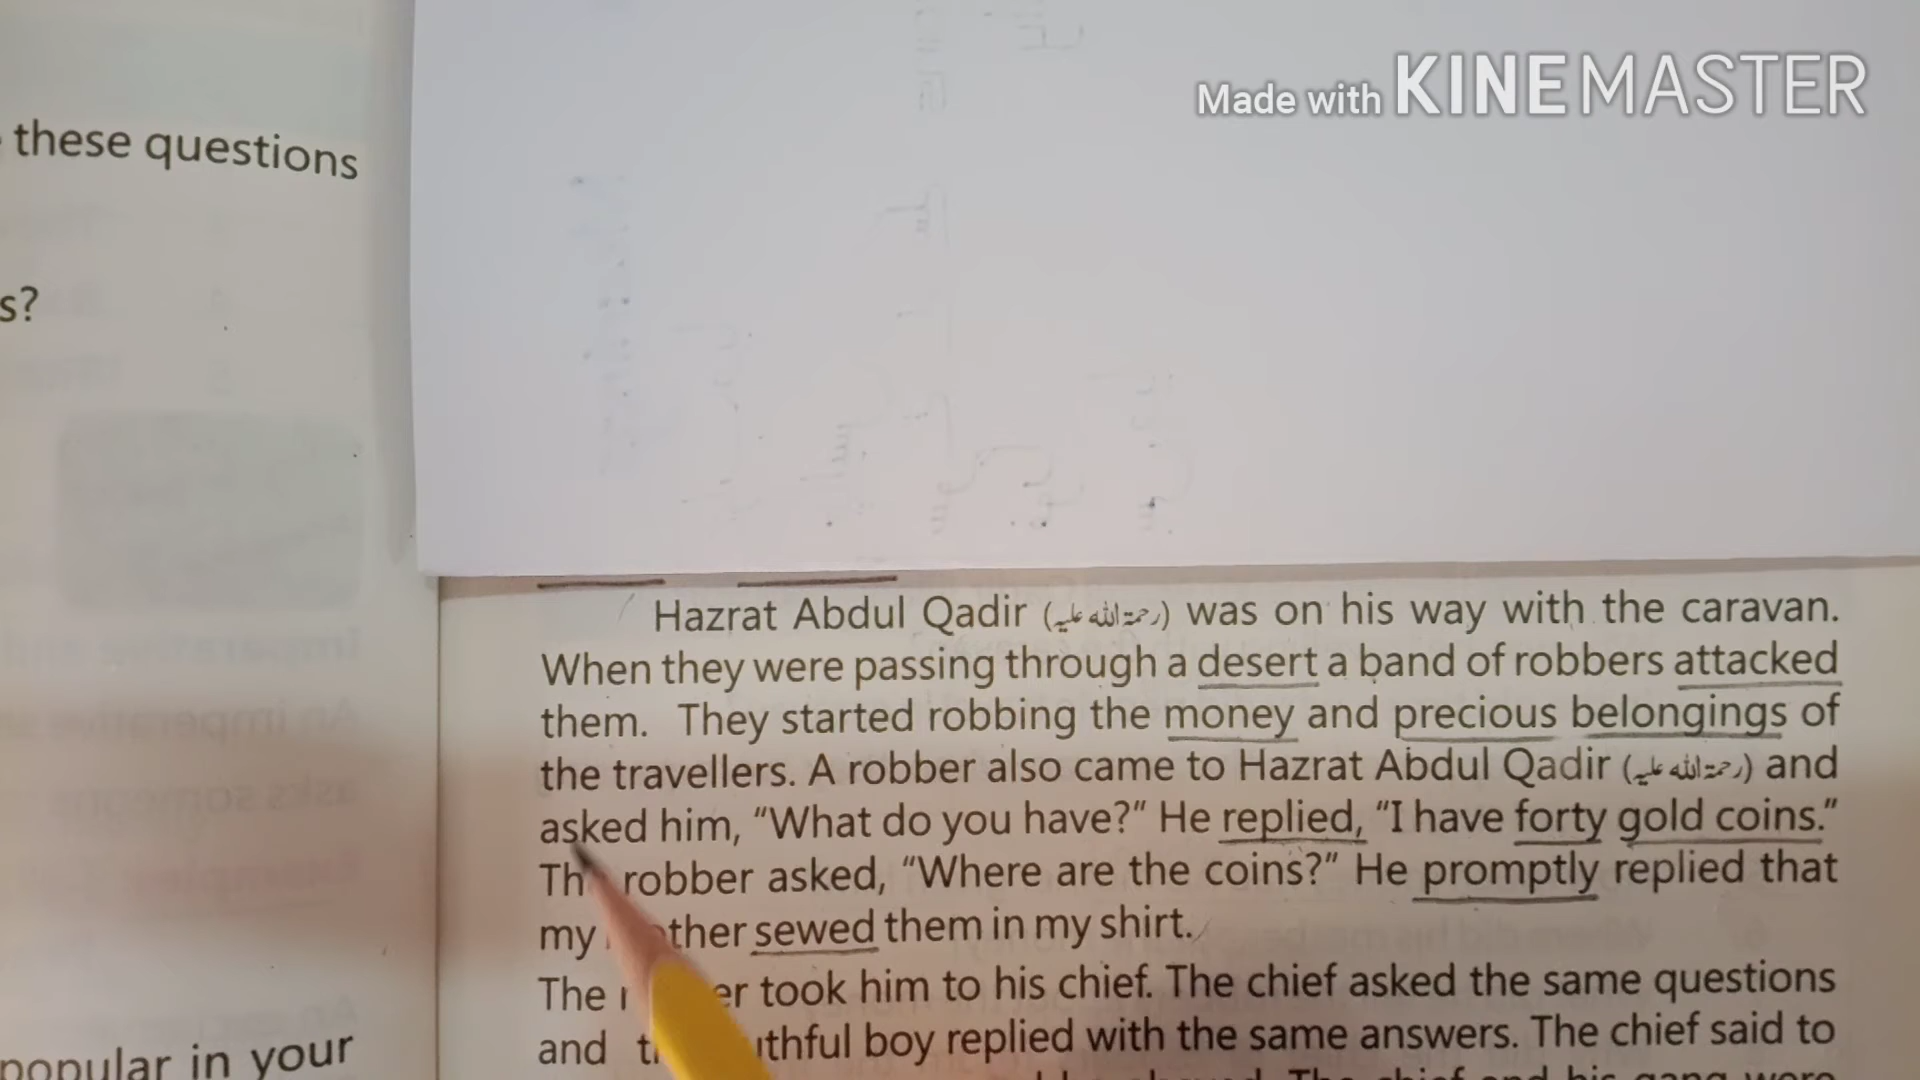 Made with KINEMASTER
these questions
s?
popular in your
Hazrat Abdul Qadir (رحمۃ اللہ علیہ) was on his way with the caravan.
When they were passing through a desert a band of robbers attacked
them. They started robbing the money and precious belongings of
the travellers. A robber also came to Hazrat Abdul Qadir (رحمۃ اللہ علیہ) and
asked him, “What do you have?” He replied, “I have forty gold coins.”
Th robber asked, “Where are the coins?” He promptly replied that
my ther sewed them in my shirt.
The er took him to his chief. The chief asked the same questions
and thful boy replied with the same answers. The chief said to